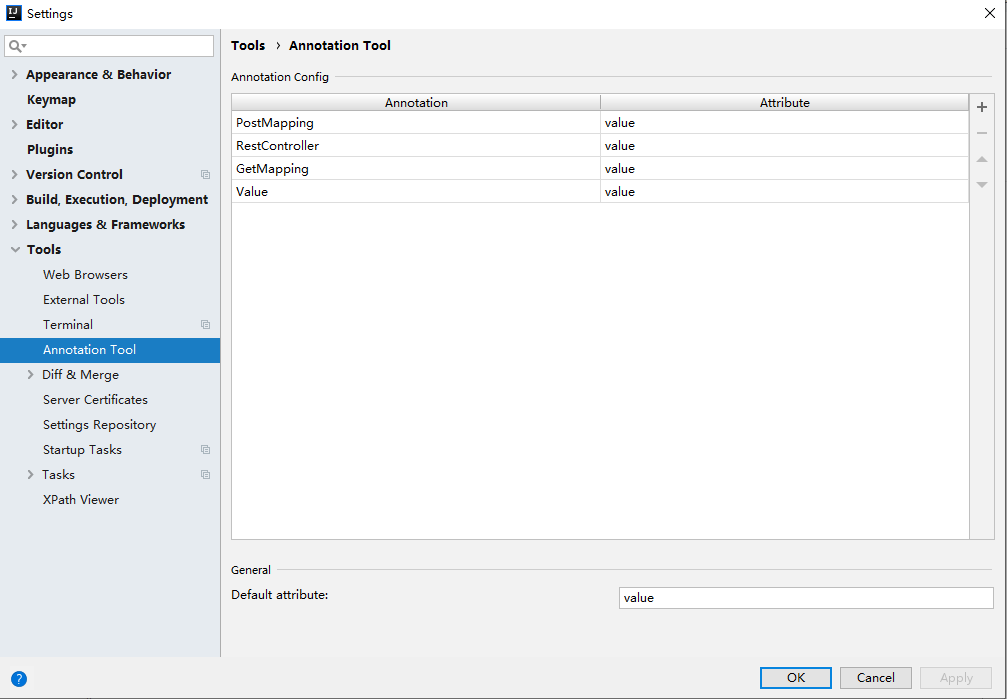 IJ Settings
Appearance & Behavior
Keymap
Editor
Plugins
Version Control
Build, Execution, Deployment
Languages & Frameworks
Tools
Web Browsers
External Tools
Terminal
Annotation Tool
Diff & Merge
Server Certificates
Settings Repository
Startup Tasks
Tasks
XPath Viewer
Tools › Annotation Tool
Annotation Config
Annotation Attribute
PostMapping value
RestController value
GetMapping value
Value value
General
Default attribute: value
? OK Cancel Apply